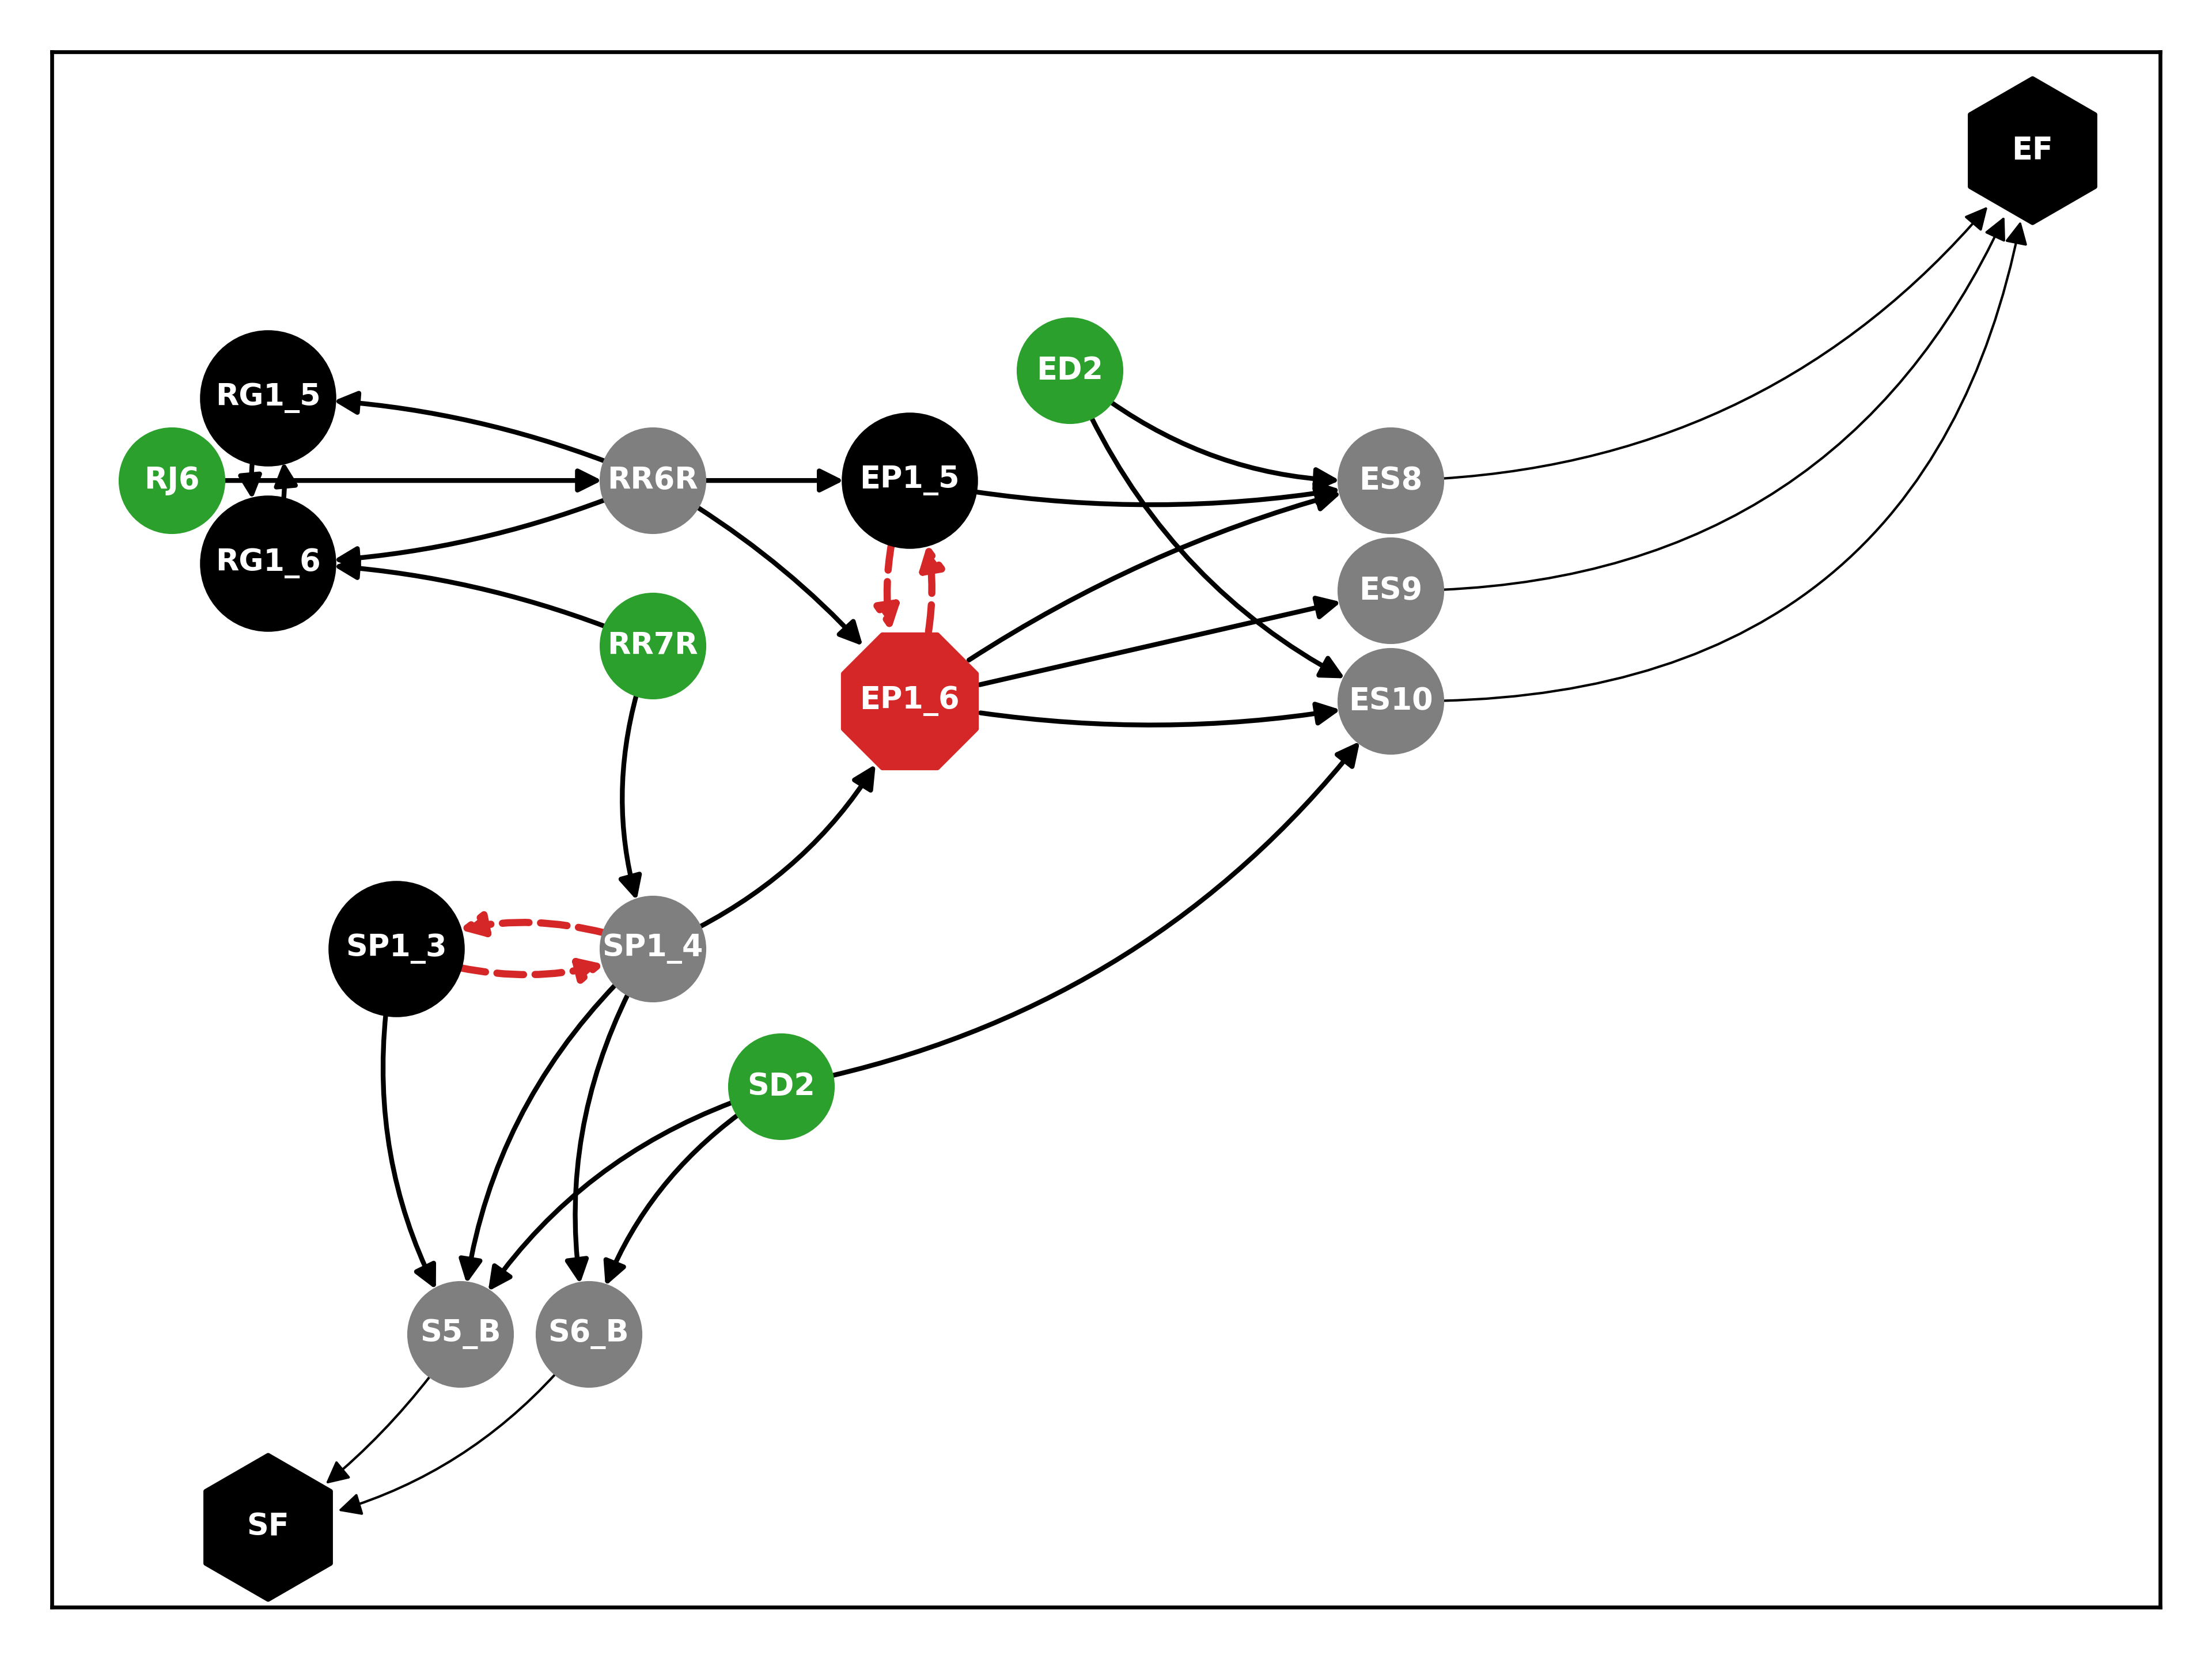 EF
ED2
RG1_5
RJ6
RR6R
EP1_5
ES8
RG1_6
ES9
RR7R
EP1_6
ES10
SP1_3
SP1_4
SD2
S5_B
S6_B
SF